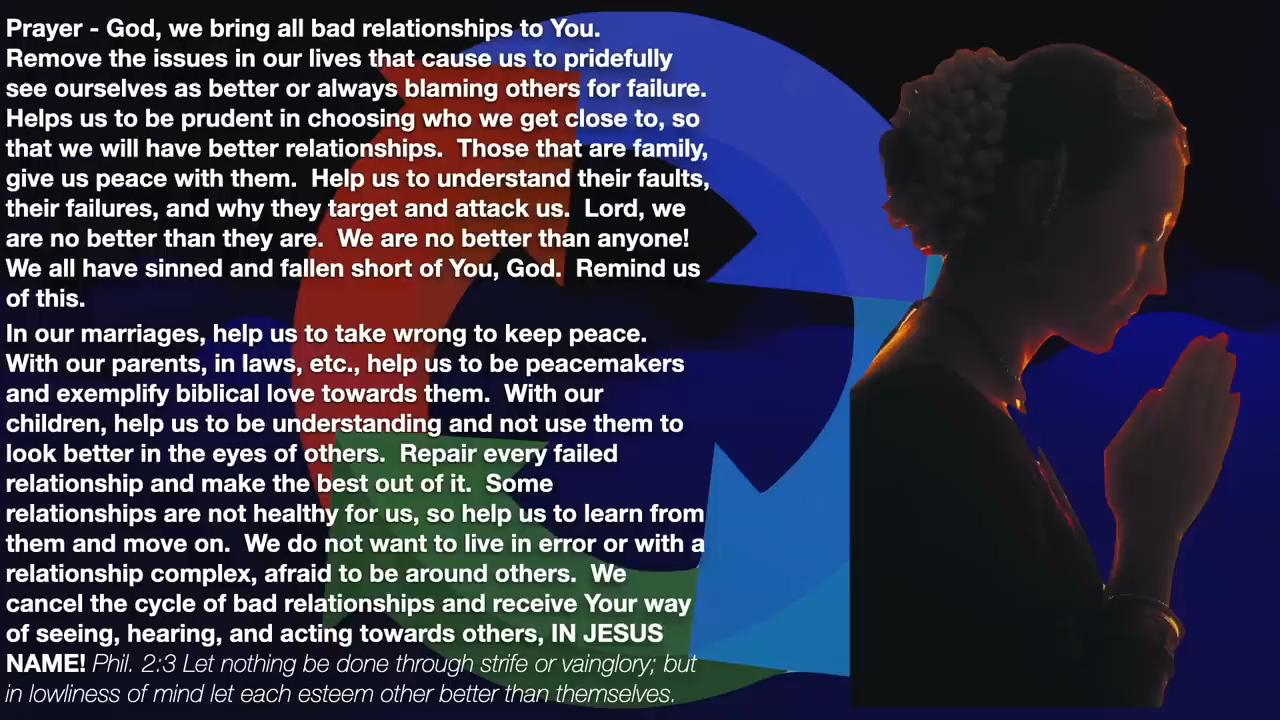 Prayer - God, we bring all bad relationships to You.
Remove the issues in our lives that cause us to pridefully
see ourselves as better or always blaming others for failure.
Helps us to be prudent in choosing who we get close to, so
that we will have better relationships.  Those that are family,
give us peace with them.  Help us to understand their faults,
their failures, and why they target and attack us.  Lord, we
are no better than they are.  We are no better than anyone!
We all have sinned and fallen short of You, God.  Remind us
of this.
In our marriages, help us to take wrong to keep peace.
With our parents, in laws, etc., help us to be peacemakers
and exemplify biblical love towards them.  With our
children, help us to be understanding and not use them to
look better in the eyes of others.  Repair every failed
relationship and make the best out of it.  Some
relationships are not healthy for us, so help us to learn from
them and move on.  We do not want to live in error or with a
relationship complex, afraid to be around others.  We
cancel the cycle of bad relationships and receive Your way
of seeing, hearing, and acting towards others, IN JESUS
NAME! Phil. 2:3 Let nothing be done through strife or vainglory; but
in lowliness of mind let each esteem other better than themselves.